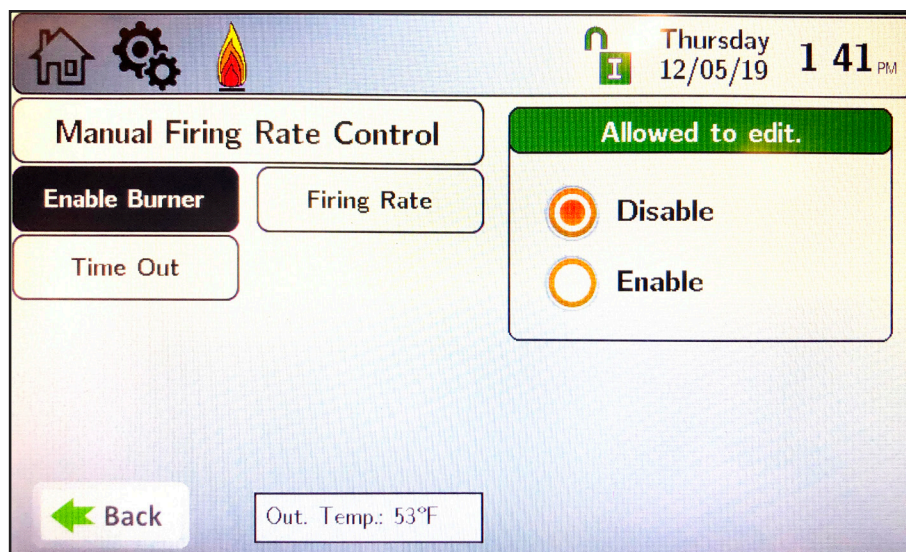 Thursday
12/05/19
1 41 PM
I
Manual Firing Rate Control
Allowed to edit.
Enable Burner
Firing Rate
Disable
Time Out
Enable
Back
Out. Temp.: 53°F